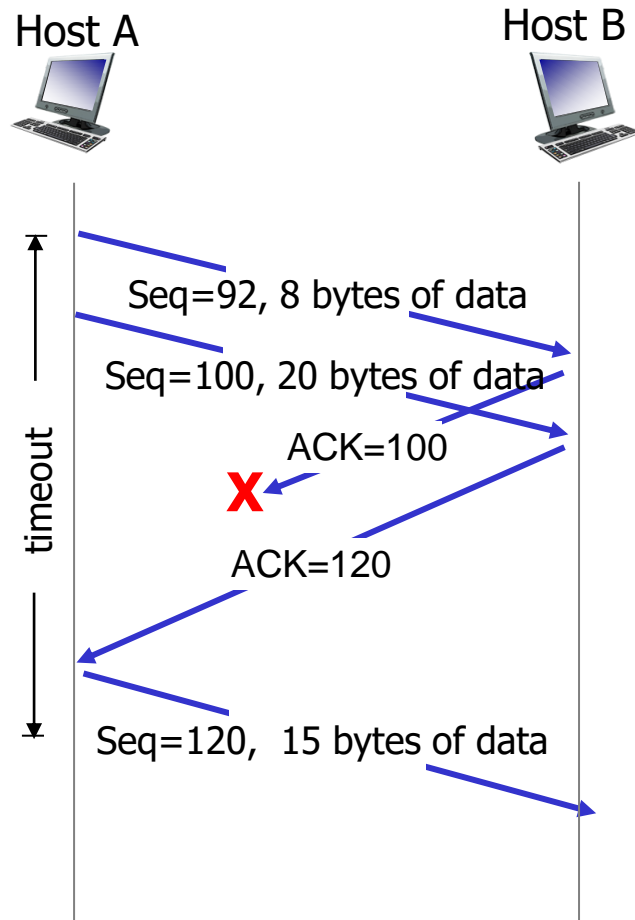 Host A
Host B
Seq=92, 8 bytes of data
Seq=100, 20 bytes of data
ACK=100
X
timeout
ACK=120
Seq=120, 15 bytes of data